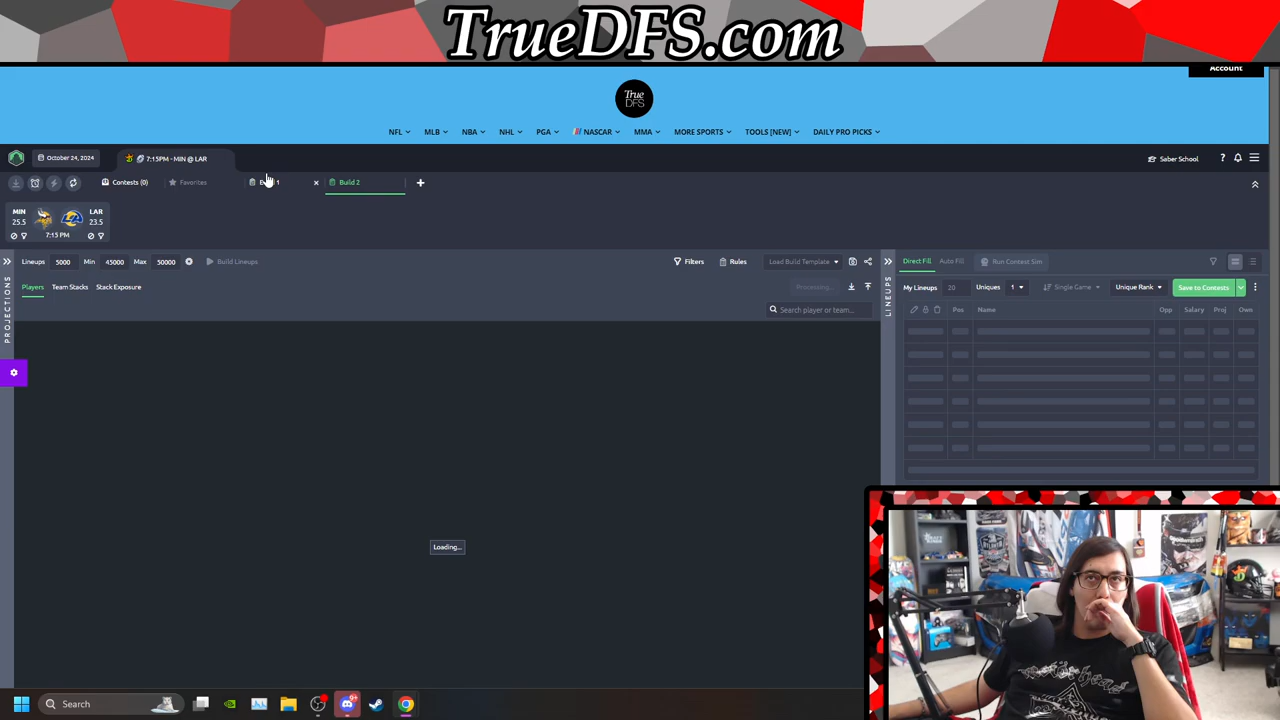 TrueDFS.com
Account
True
DFS
NFL MLB NBA NHL PGA NASCAR MMA MORE SPORTS TOOLS [NEW] DAILY PRO PICKS
October 24, 2024 7:15PM - MIN @ LAR Saber School ?
Contests (0) Favorites 1 × Build 2 +
MIN LAR
25.5 23.5
7:15 PM
Lineups 5000 Min 45000 Max 50000 Build Lineups Filters Rules Load Build Template
Direct Fill Auto Fill Run Contest Sim
Players Team Stacks Stack Exposure Processing...
My Lineups 20 Uniques 1 Single Game Unique Rank Save to Contests
PROJECTIONS
LINEUPS
Search player or team...
Pos Name Opp Salary Proj Own
Loading...
Search
9+